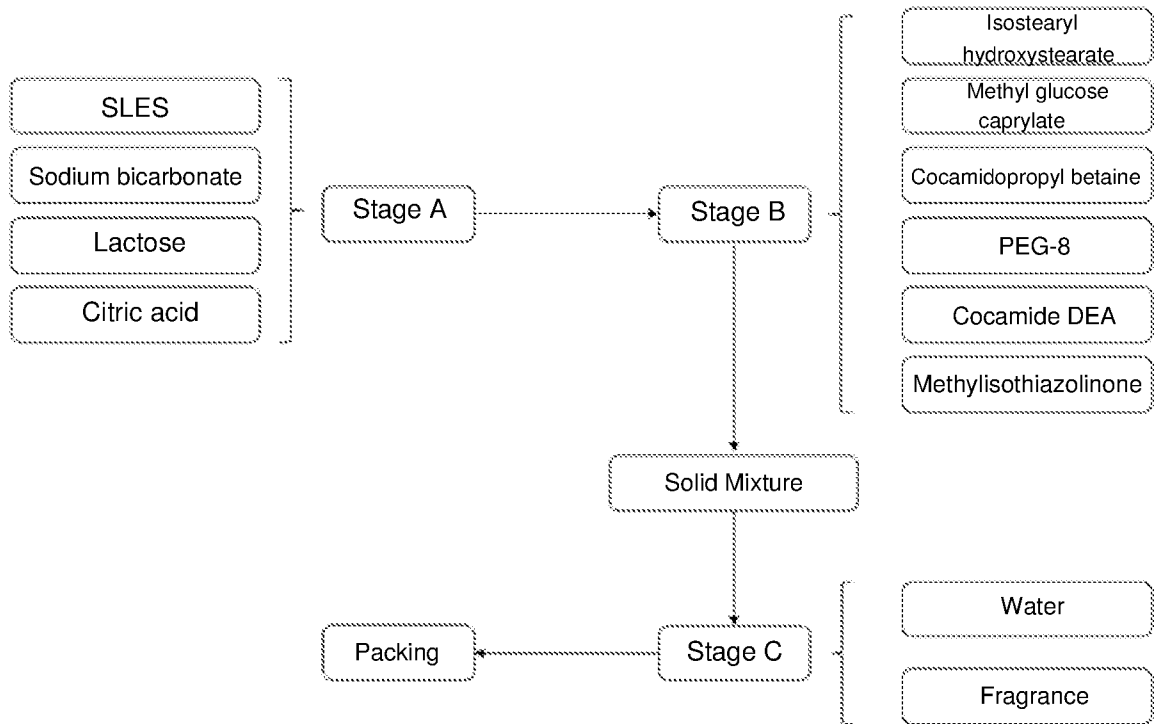 SLES
Sodium bicarbonate
Lactose
Citric acid
Stage A
Stage B
Isostearyl
hydroxystearate
Methyl glucose
caprylate
Cocamidopropyl betaine
PEG-8
Cocamide DEA
Methylisothiazolinone
Solid Mixture
Stage C
Packing
Water
Fragrance